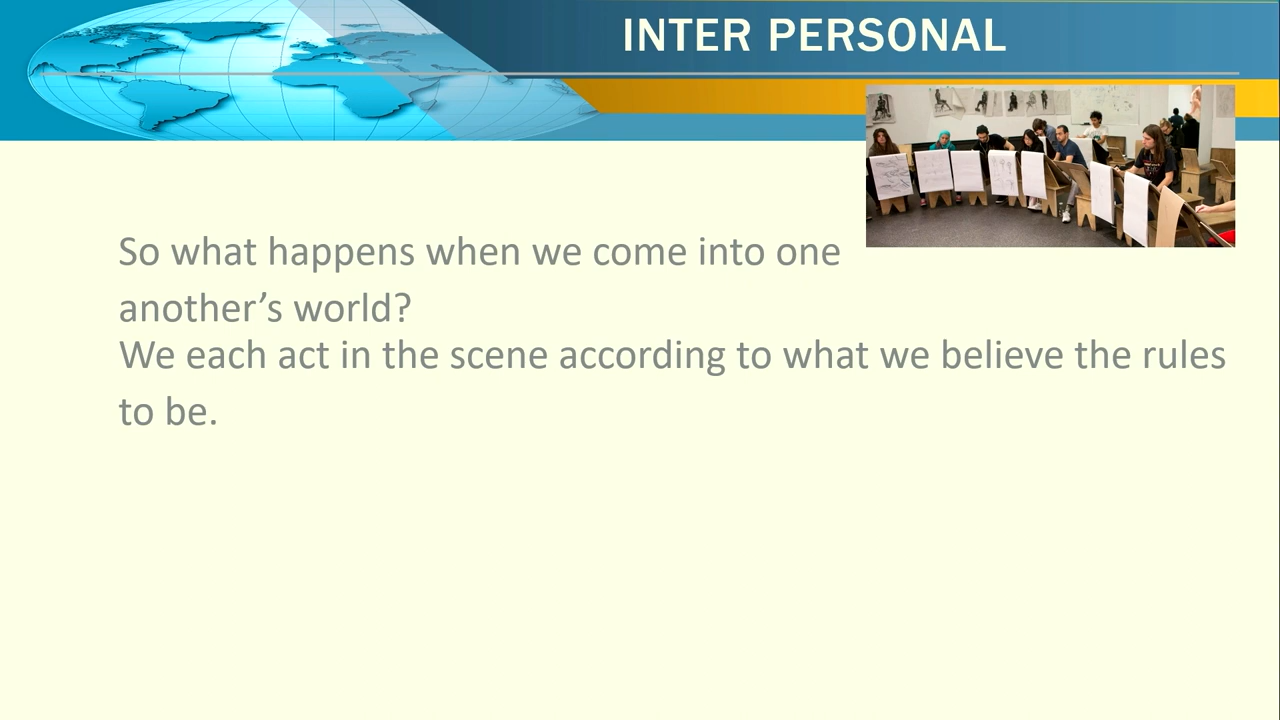 INTER PERSONAL
So what happens when we come into one
another’s world?
We each act in the scene according to what we believe the rules
to be.